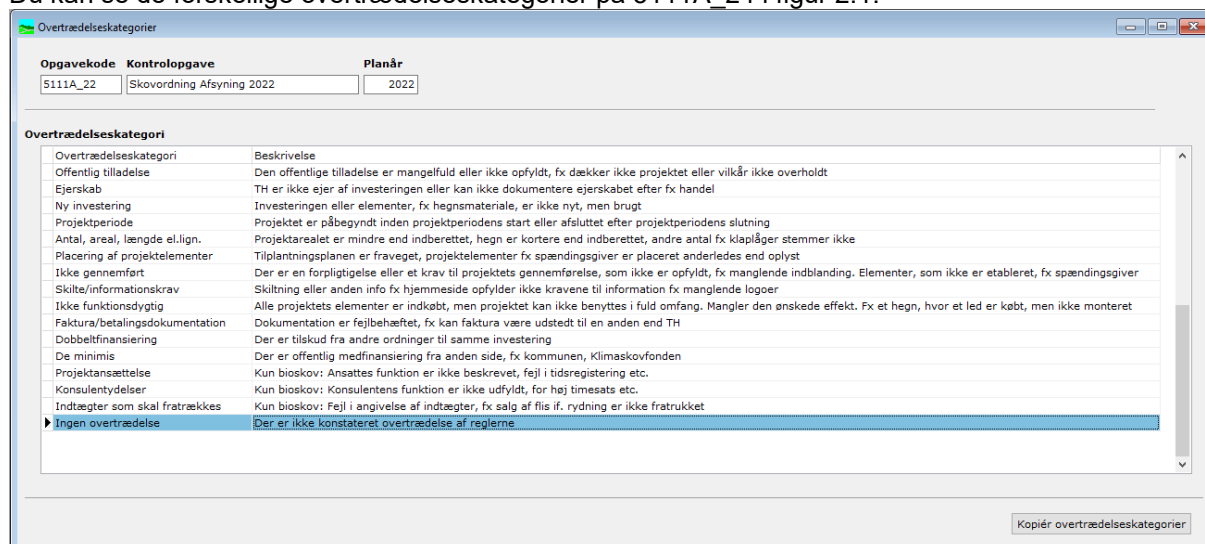 Du kan se de forskellige overtrædelseskategorier på 5111A_21 i figur 2.1.
Overtrædelseskategorier
Opgavekode Kontrolopgave Planår
5111A_22 Skovordning Afsyning 2022 2022
Overtrædelseskategori
Overtrædelseskategori Beskrivelse
Offentlig tilladelse Den offentlige tilladelse er mangelfuld eller ikke opfyldt, fx dækker ikke projektet eller vilkår ikke overholdt
Ejerskab TH er ikke ejer af investeringen eller kan ikke dokumentere ejerskabet efter fx handel
Ny investering Investeringen eller elementer, fx hegnsmateriale, er ikke nyt, men brugt
Projektperiode Projektet er påbegyndt inden projektperiodens start eller afsluttet efter projektperiodens slutning
Antal, areal, længde el.lign. Projektarealet er mindre end indberettet, hegn er kortere end indberettet, andre antal fx klaplåger stemmer ikke
Placering af projektelementer Tilplantningsplanen er fraveget, projektelementer fx spændingsgiver er placeret anderledes end oplyst
Ikke gennemført Der er en forpligtigelse eller et krav til projektets gennemførelse, som ikke er opfyldt, fx manglende indblanding. Elementer, som ikke er etableret, fx spændingsgiver
Skilte/informationskrav Skiltning eller anden info fx hjemmeside opfylder ikke kravene til information fx manglende logoer
Ikke funktionsdygtig Alle projektets elementer er indkøbt, men projektet kan ikke benyttes i fuld omfang. Mangler den ønskede effekt. Fx et hegn, hvor et led er købt, men ikke monteret
Faktura/betalingsdokumentation Dokumentation er fejlbehæftet, fx kan faktura være udstedt til en anden end TH
Dobbeltfinansiering Der er tilskud fra andre ordninger til samme investering
De minimis Der er offentlig medfinansiering fra anden side, fx kommunen, Klimaskovfonden
Projektansættelse Kun bioskov: Ansattes funktion er ikke beskrevet, fejl i tidsregistering etc.
Konsulentydelser Kun bioskov: Konsulentens funktion er ikke udfyldt, for høj timesats etc.
Indtægter som skal fratrækkes Kun bioskov: Fejl i angivelse af indtægter, fx salg af flis if. rydning er ikke fratrukket
Ingen overtrædelse Der er ikke konstateret overtrædelse af reglerne
Kopiér overtrædelseskategorier